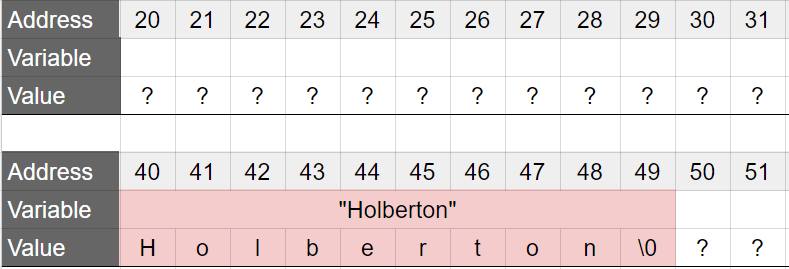 Address 20 21 22 23 24 25 26 27 28 29 30 31
Variable
Value ? ? ? ? ? ? ? ? ? ? ? ?
Address 40 41 42 43 44 45 46 47 48 49 50 51
Variable "Holberton"
Value H o l b e r t o n \0 ? ?